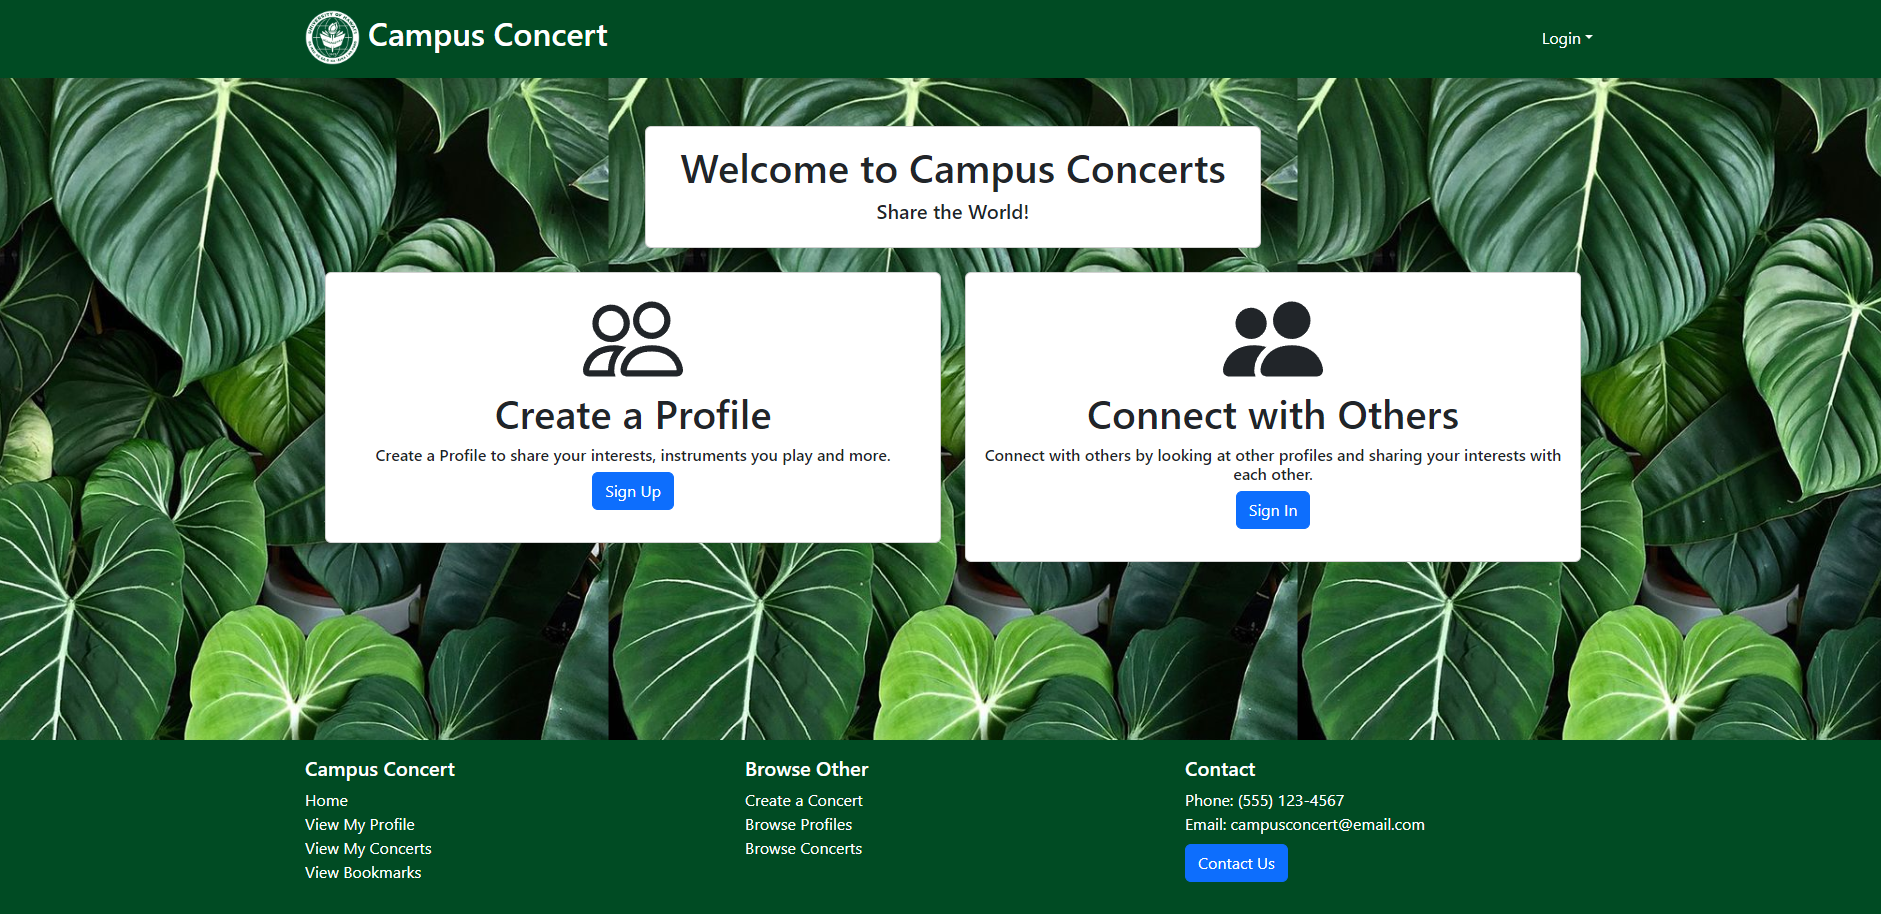 Campus Concert
Login
Welcome to Campus Concerts
Share the World!
Create a Profile
Create a Profile to share your interests, instruments you play and more.
Sign Up
Connect with Others
Connect with others by looking at other profiles and sharing your interests with
each other.
Sign In
Campus Concert
Home
View My Profile
View My Concerts
View Bookmarks
Browse Other
Create a Concert
Browse Profiles
Browse Concerts
Contact
Phone: (555) 123-4567
Email: campusconcert@email.com
Contact Us